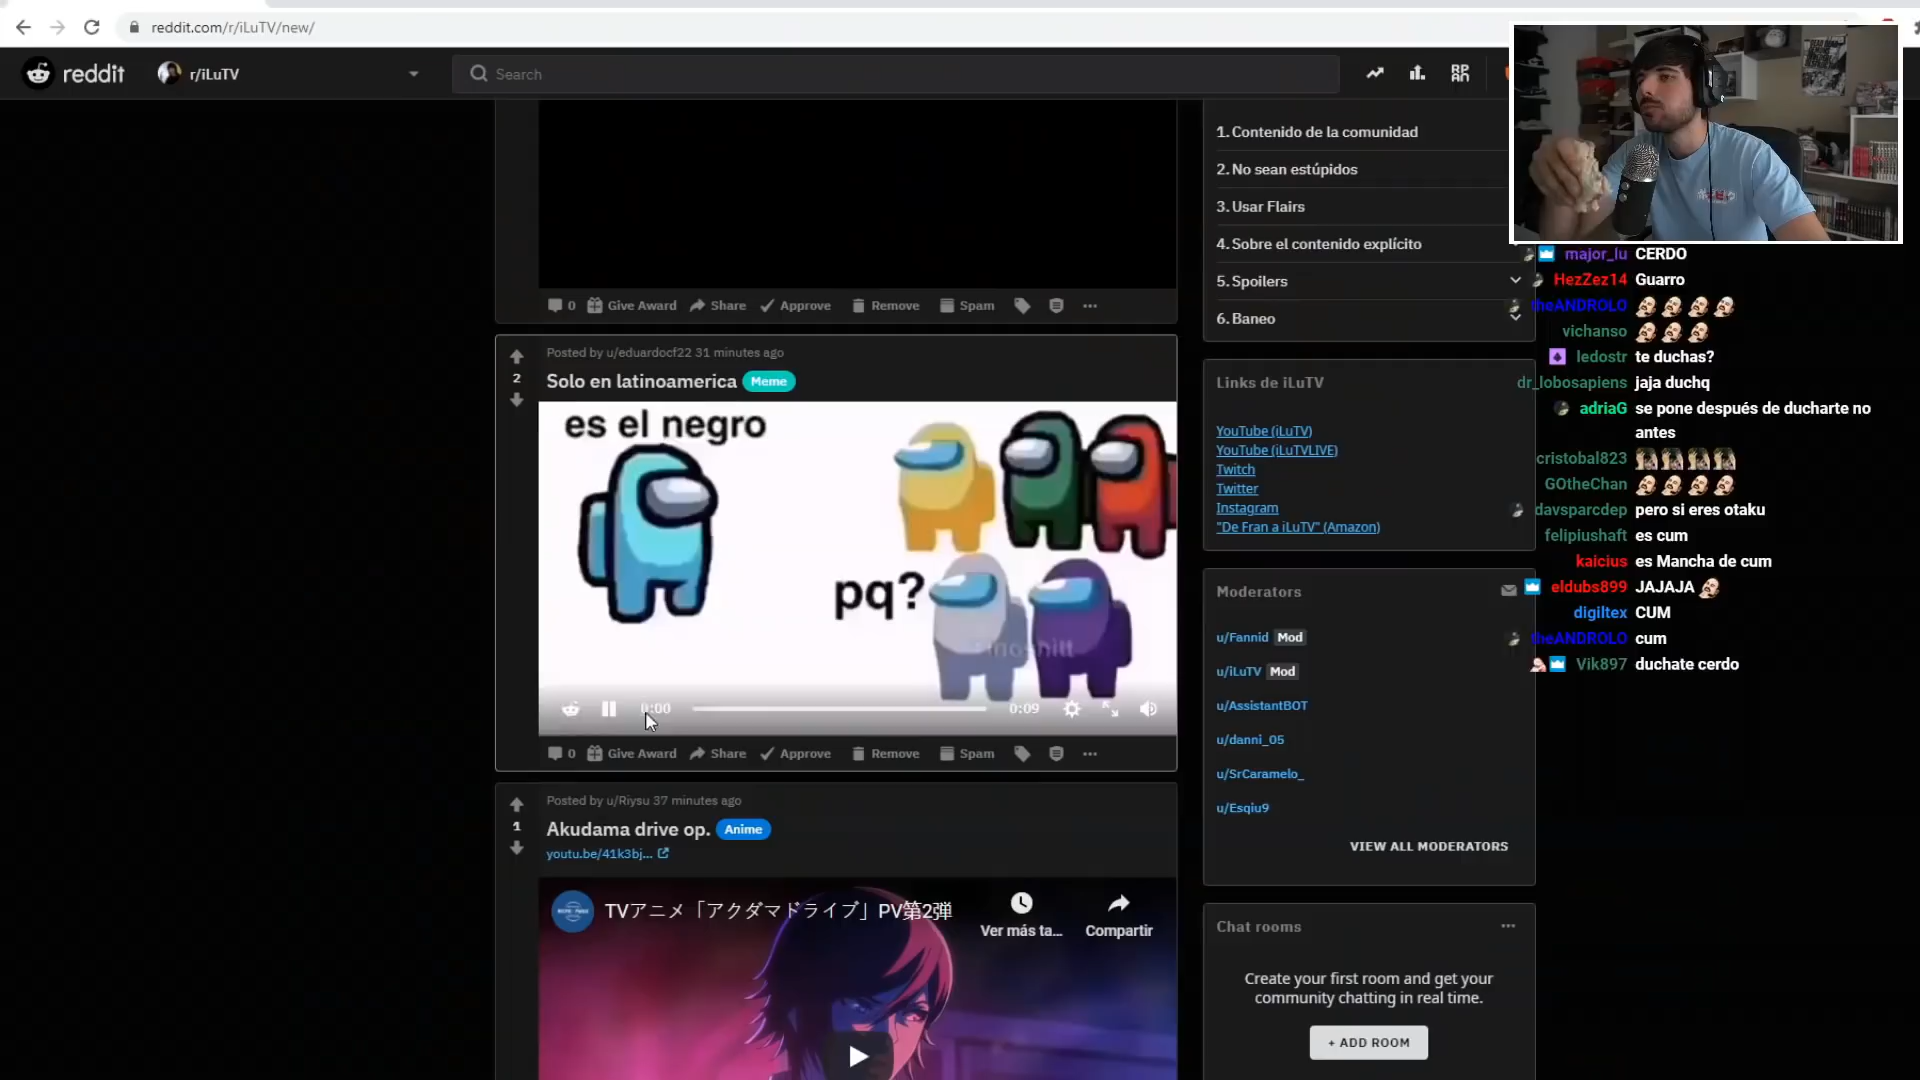 reddit.com/r/iLuTV/new/
reddit
r/iLuTV
Search
1. Contenido de la comunidad
2. No sean estúpidos
3. Usar Flairs
4. Sobre el contenido explícito
5. Spoilers
6. Baneo
0 Give Award Share Approve Remove Spam
Posted by u/eduardocf22 31 minutes ago
2
Solo en latinoamerica Meme
es el negro
pq?
0:00
0:09
0 Give Award Share Approve Remove Spam
Posted by u/Riysu 37 minutes ago
1
Akudama drive op. Anime
youtu.be/41k3bj...
TVアニメ「アクダマドライブ」PV第2弾
Ver más ta...
Compartir
Links de iLuTV
YouTube (iLuTV)
YouTube (iLuTVLIVE)
Twitch
Twitter
Instagram
"De Fran a iLuTV" (Amazon)
Moderators
u/Fannid Mod
u/iLuTV Mod
u/AssistantBOT
u/danni_05
u/SrCaramelo_
u/Esqiu9
VIEW ALL MODERATORS
Chat rooms
Create your first room and get your
community chatting in real time.
+ ADD ROOM
major_lu CERDO
HezZez14 Guarro
theANDROLO
vichanso
ledostr te duchas?
dr_lobosapiens jaja duchq
adriaG se pone después de ducharte no
antes
cristobal823
GOtheChan
davsparcdep pero si eres otaku
felipiushaft es cum
kaicius es Mancha de cum
eldubs899 JAJAJA
digiltex CUM
theANDROLO cum
Vik897 duchate cerdo